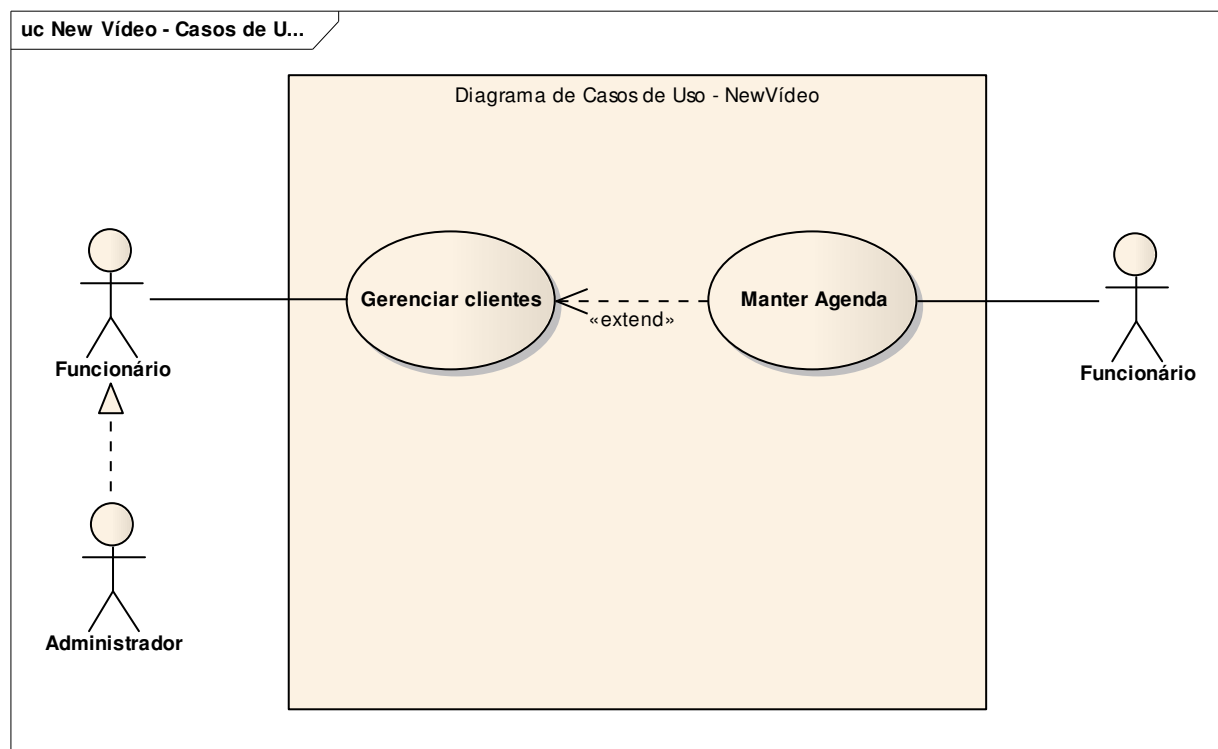 uc New Vídeo - Casos de U...
Diagrama de Casos de Uso - NewVídeo
Gerenciar clientes
«extend»
Manter Agenda
Funcionário
Funcionário
Administrador